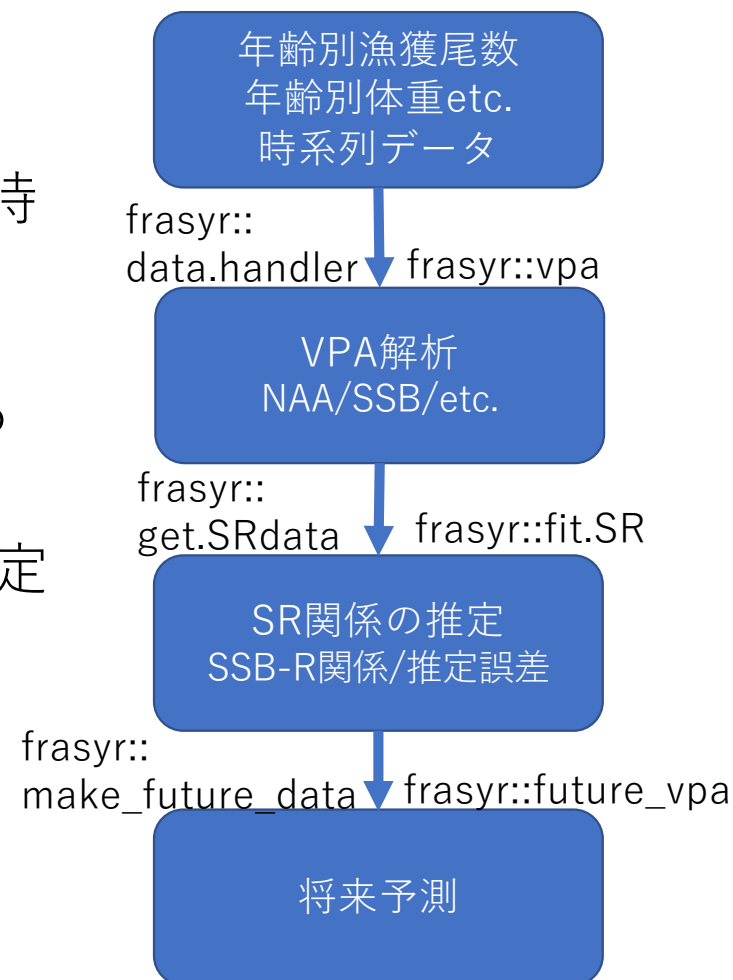 年齢別漁獲尾数
年齢別体重etc.
時系列データ
時
frasyr::
data.handler
frasyr::vpa
VPA解析
NAA/SSB/etc.
frasyr::
get.SRdata
frasyr::fit.SR
定
SR関係の推定
SSB-R関係/推定誤差
frasyr::
make_future_data
frasyr::future_vpa
将来予測